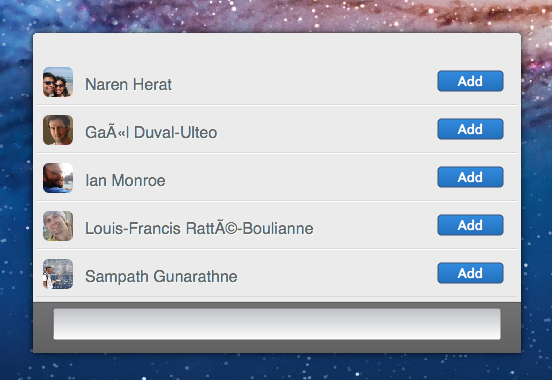 Naren Herat Add
GaÃ«l Duval-Ulteo Add
Ian Monroe Add
Louis-Francis RattÃ©-Boulianne Add
Sampath Gunarathne Add